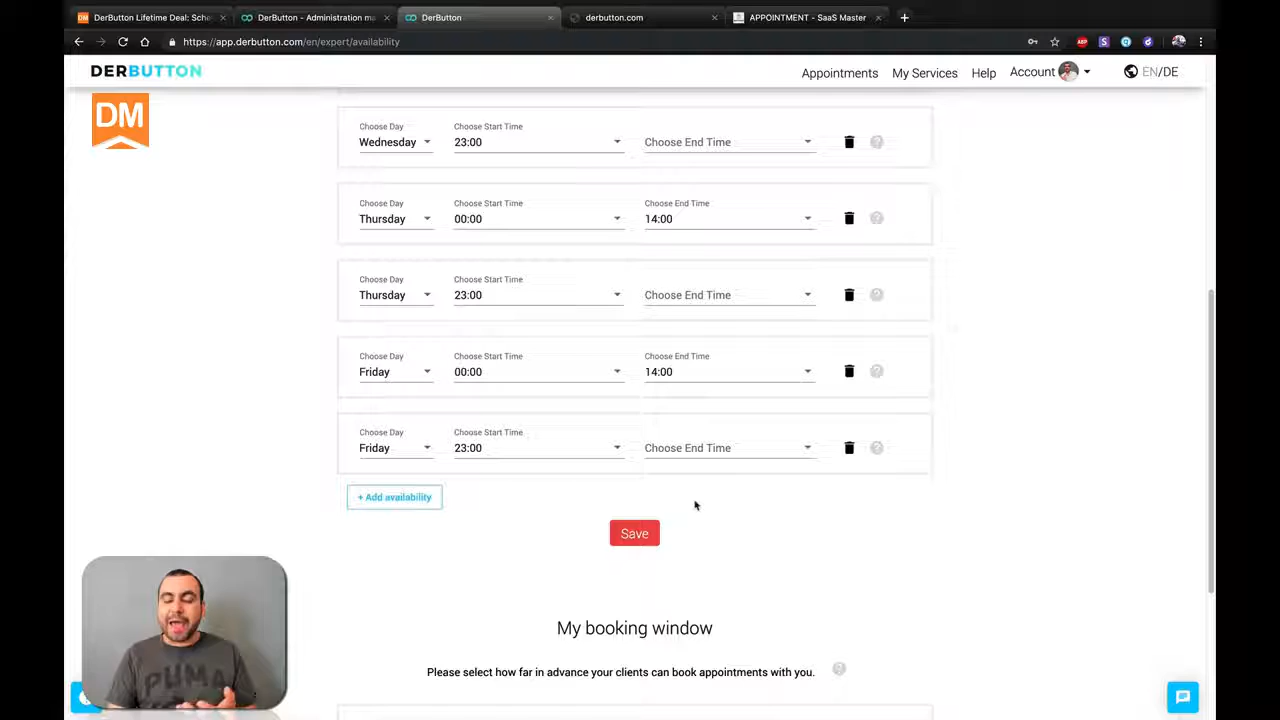 DerButton Lifetime Deal: Sche
DerButton - Administration ma
DerButton
derbutton.com
APPOINTMENT - SaaS Master
https://app.derbutton.com/en/expert/availability
ABP
DERBUTTON
Appointments
My Services
Help
Account
EN/DE
DM
Choose Day
Choose Start Time
Wednesday
23:00
Choose End Time
Choose Day
Choose Start Time
Choose End Time
Thursday
00:00
14:00
Choose Day
Choose Start Time
Thursday
23:00
Choose End Time
Choose Day
Choose Start Time
Choose End Time
Friday
00:00
14:00
Choose Day
Choose Start Time
Friday
23:00
Choose End Time
+ Add availability
Save
My booking window
Please select how far in advance your clients can book appointments with you.
PUMA